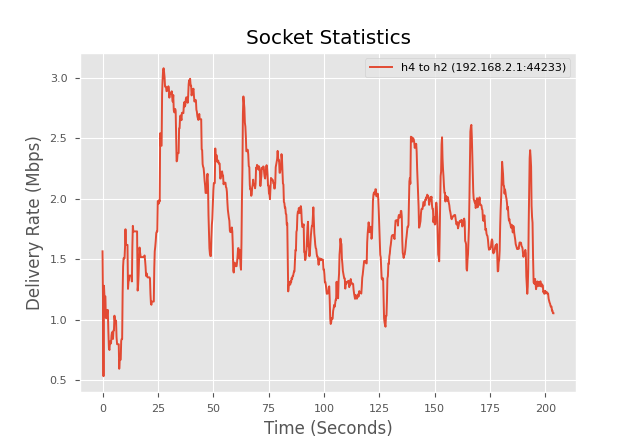 Socket Statistics
h4 to h2 (192.168.2.1:44233)
Delivery Rate (Mbps)
3.0
2.5
2.0
1.5
1.0
0.5
0 25 50 75 100 125 150 175 200
Time (Seconds)